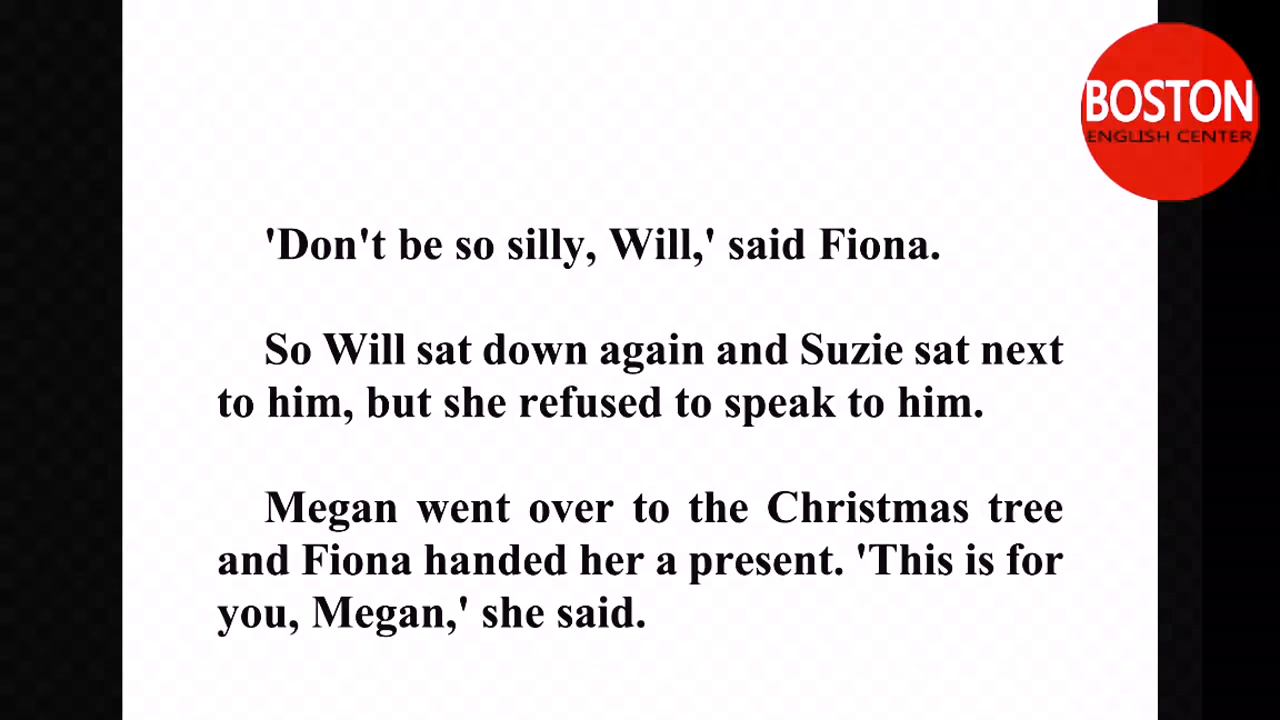 BOSTON
ENGLISH CENTER
'Don't be so silly, Will,' said Fiona.
So Will sat down again and Suzie sat next
to him, but she refused to speak to him.
Megan went over to the Christmas tree
and Fiona handed her a present. 'This is for
you, Megan,' she said.